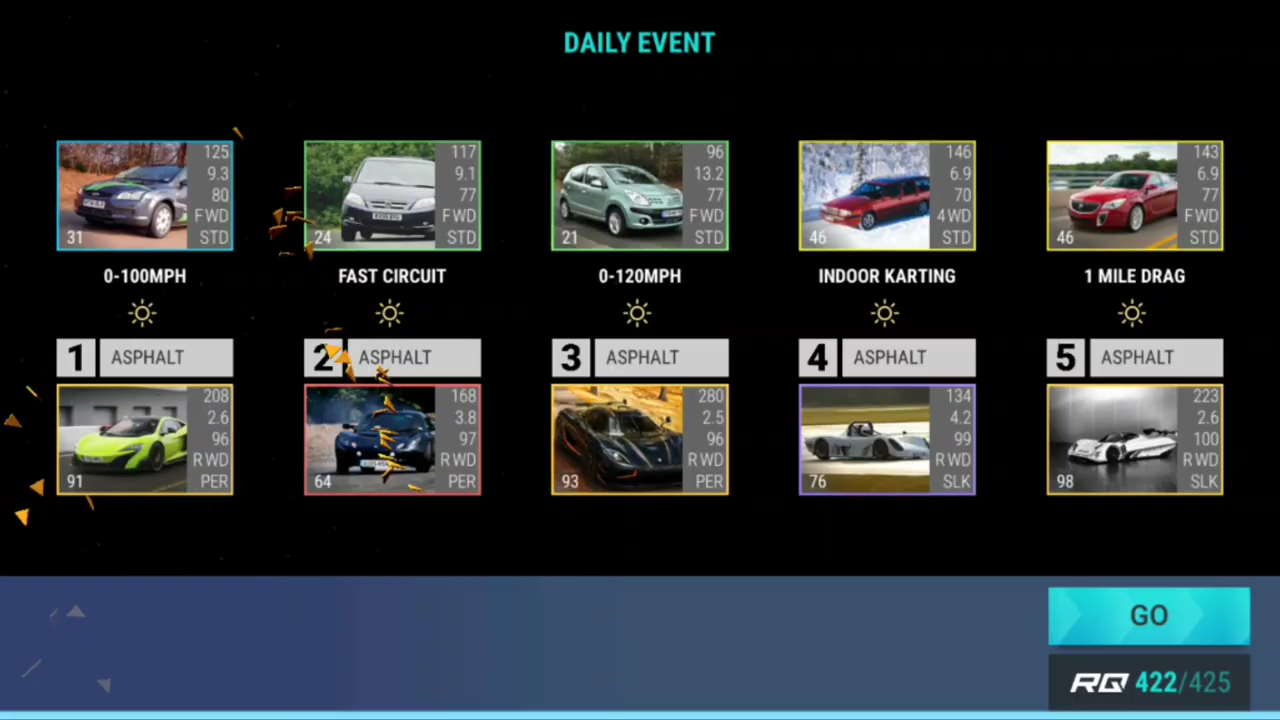 DAILY EVENT
125
9.3
80
FWD
31 STD
117
9.1
77
FWD
24 STD
96
13.2
77
FWD
21 STD
146
6.9
70
4WD
46 STD
143
6.9
77
FWD
46 STD
0-100MPH
FAST CIRCUIT
0-120MPH
INDOOR KARTING
1 MILE DRAG
1 ASPHALT
2 ASPHALT
3 ASPHALT
4 ASPHALT
5 ASPHALT
208
2.6
96
RWD
91 PER
168
3.8
97
RWD
64 PER
280
2.5
96
RWD
93 PER
134
4.2
99
RWD
76 SLK
223
2.6
100
RWD
98 SLK
GO
RQ 422/425